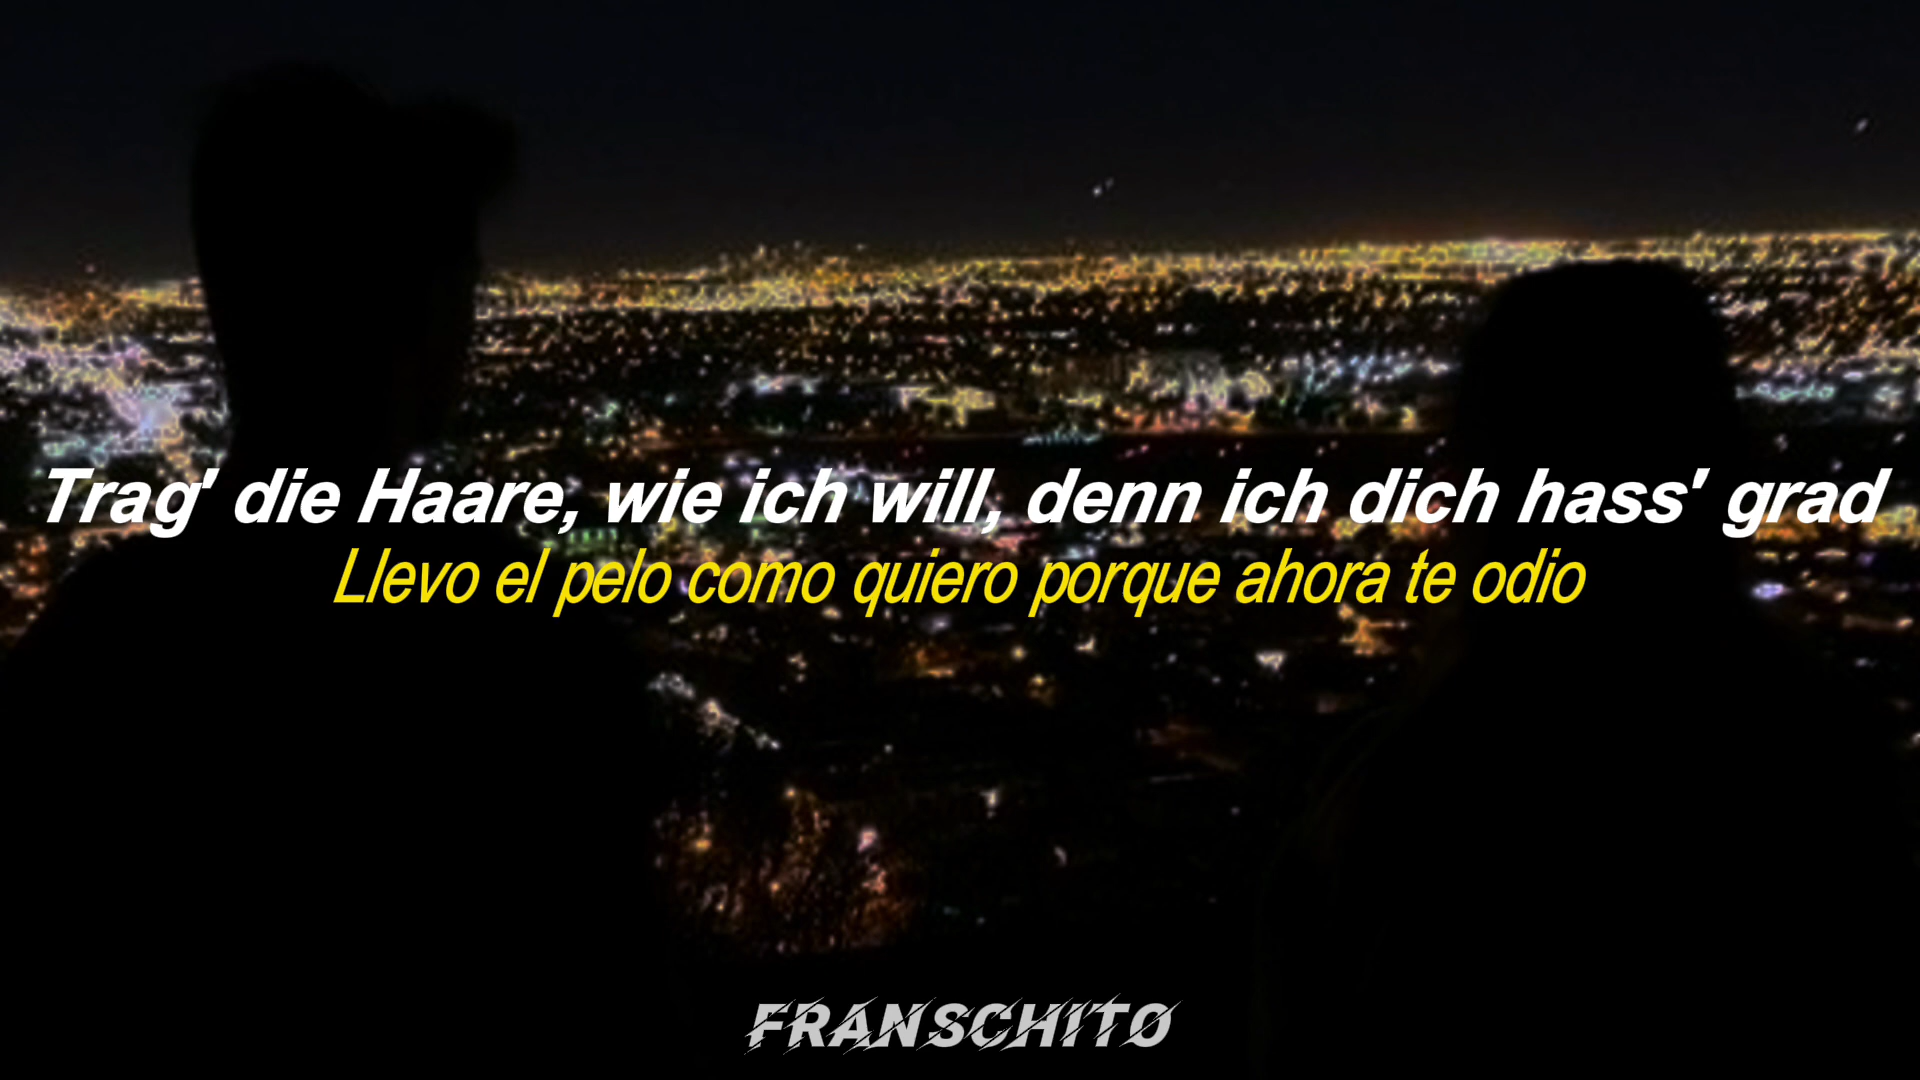 Trag' die Haare, wie ich will, denn ich dich hass' grad
Llevo el pelo como quiero porque ahora te odio
FRANSCHITO